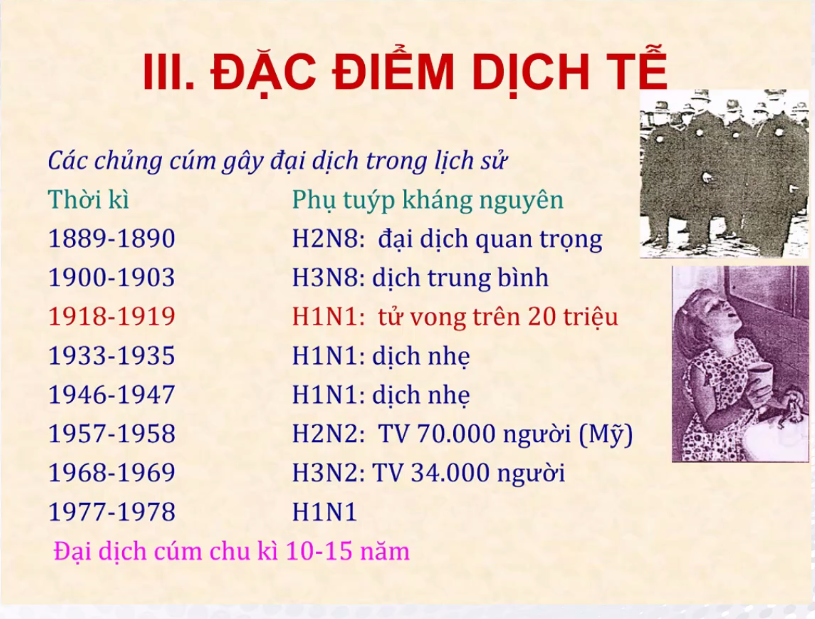 III. ĐẶC ĐIỂM DỊCH TỄ
Các chủng cúm gây đại dịch trong lịch sử
Thời kì Phụ tuýp kháng nguyên
1889-1890 H2N8: đại dịch quan trọng
1900-1903 H3N8: dịch trung bình
1918-1919 H1N1: tử vong trên 20 triệu
1933-1935 H1N1: dịch nhẹ
1946-1947 H1N1: dịch nhẹ
1957-1958 H2N2: TV 70.000 người (Mỹ)
1968-1969 H3N2: TV 34.000 người
1977-1978 H1N1
Đại dịch cúm chu kì 10-15 năm